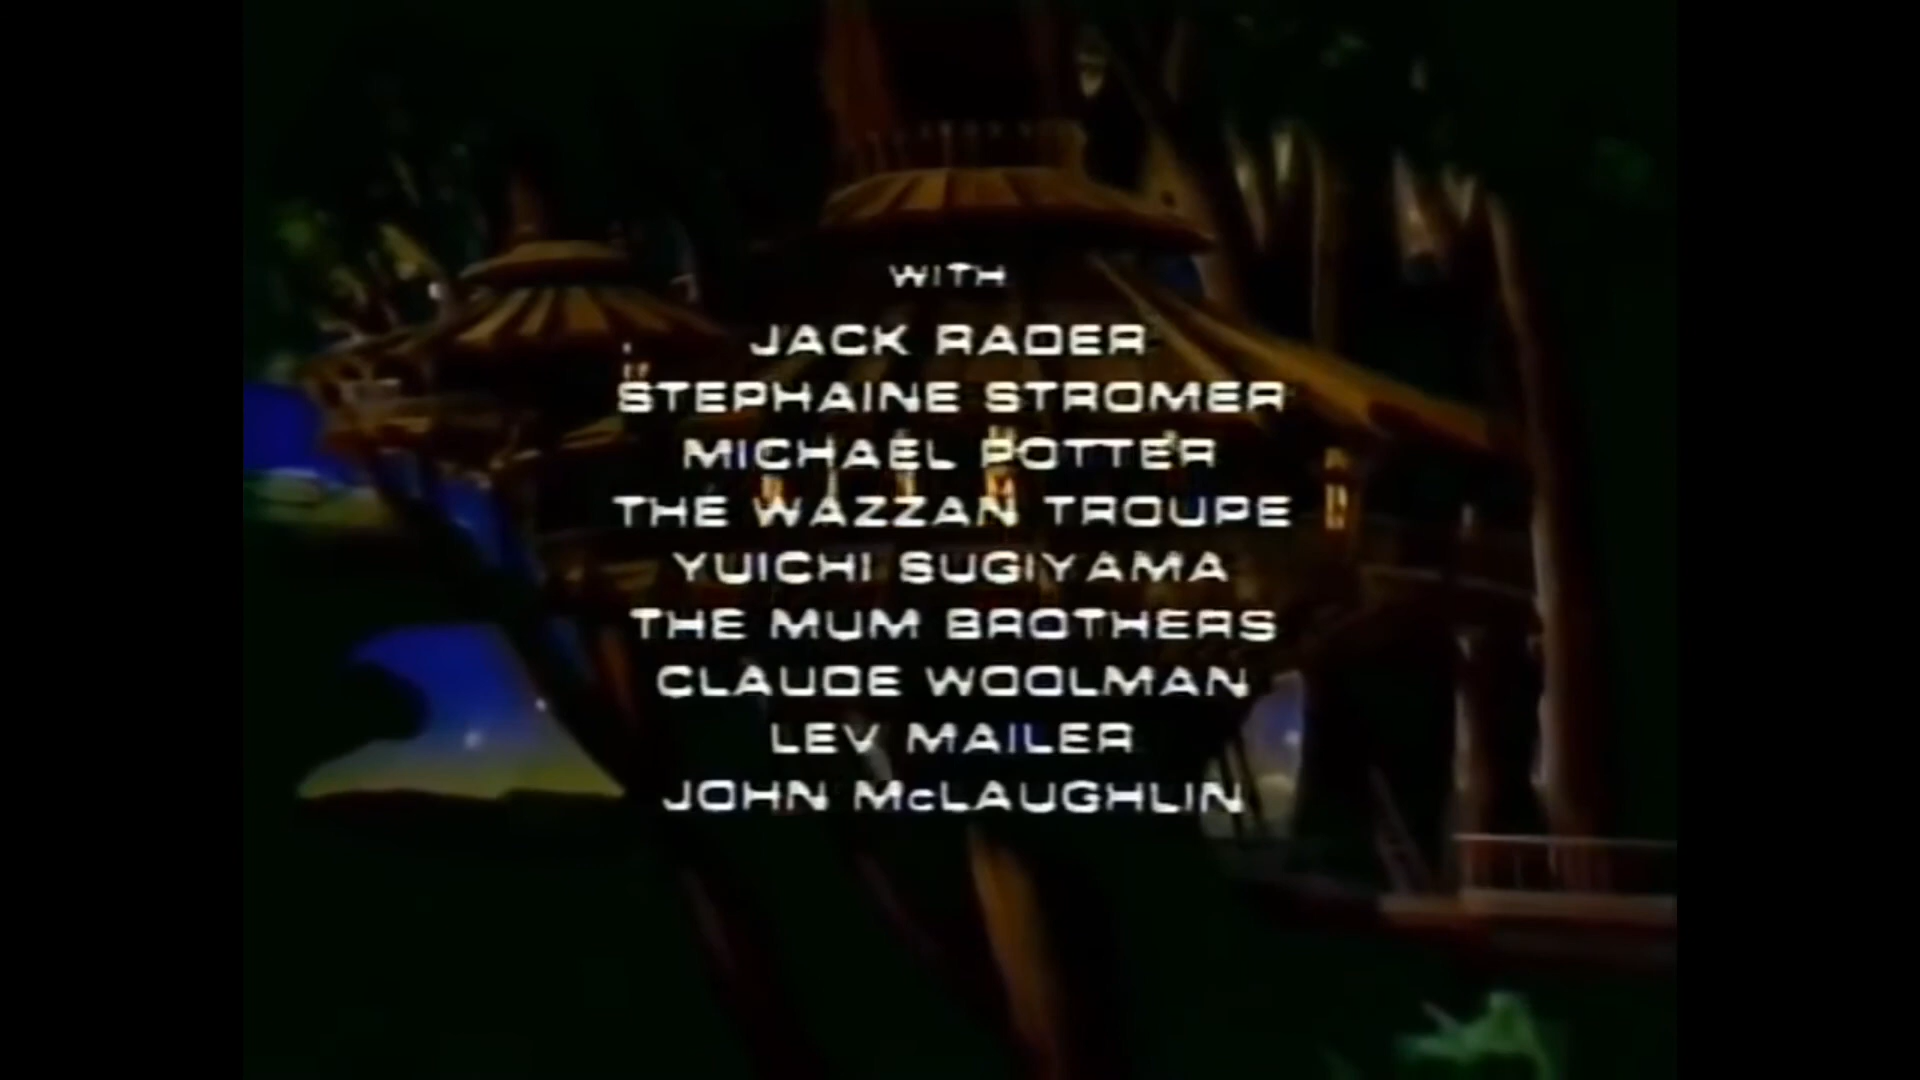 WITH
JACK RADER
STEPHAINE STROMER
MICHAEL POTTER
THE WAZZAN TROUPE
YUICHI SUGIYAMA
THE MUM BROTHERS
CLAUDE WOOLMAN
LEV MAILER
JOHN McLAUGHLIN